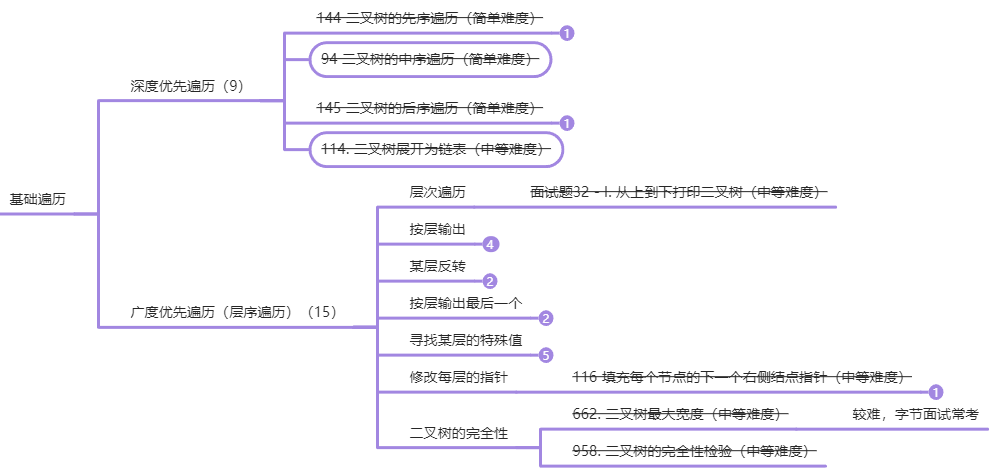 144 二叉树的先序遍历（简单难度）
1
94 二叉树的中序遍历（简单难度）
深度优先遍历（9）
145 二叉树的后序遍历（简单难度）
1
114. 二叉树展开为链表（中等难度）
基础遍历
层次遍历
面试题32 - I. 从上到下打印二叉树（中等难度）
按层输出
4
某层反转
2
广度优先遍历（层序遍历）（15）
按层输出最后一个
2
寻找某层的特殊值
5
修改每层的指针
116 填充每个节点的下一个右侧结点指针（中等难度）
1
二叉树的完全性
662. 二叉树最大宽度（中等难度）
较难，字节面试常考
958. 二叉树的完全性检验（中等难度）